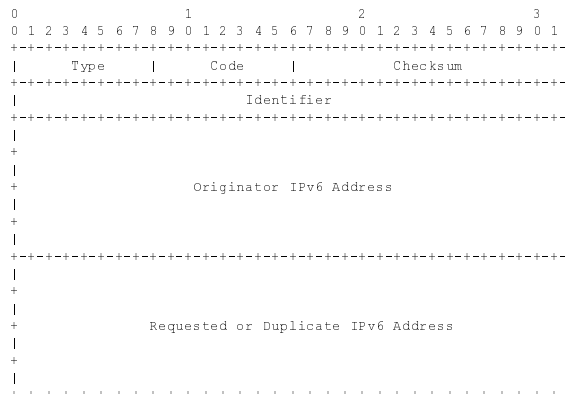 0                   1                   2                   3
0 1 2 3 4 5 6 7 8 9 0 1 2 3 4 5 6 7 8 9 0 1 2 3 4 5 6 7 8 9 0 1
+-+-+-+-+-+-+-+-+-+-+-+-+-+-+-+-+-+-+-+-+-+-+-+-+-+-+-+-+-+-+-+-
|      Type     |      Code     |           Checksum
+-+-+-+-+-+-+-+-+-+-+-+-+-+-+-+-+-+-+-+-+-+-+-+-+-+-+-+-+-+-+-+-
|                          Identifier
+-+-+-+-+-+-+-+-+-+-+-+-+-+-+-+-+-+-+-+-+-+-+-+-+-+-+-+-+-+-+-+-
|
+
|
+                    Originator IPv6 Address
|
+
|
+-+-+-+-+-+-+-+-+-+-+-+-+-+-+-+-+-+-+-+-+-+-+-+-+-+-+-+-+-+-+-+-
|
+
|
+               Requested or Duplicate IPv6 Address
|
+
|